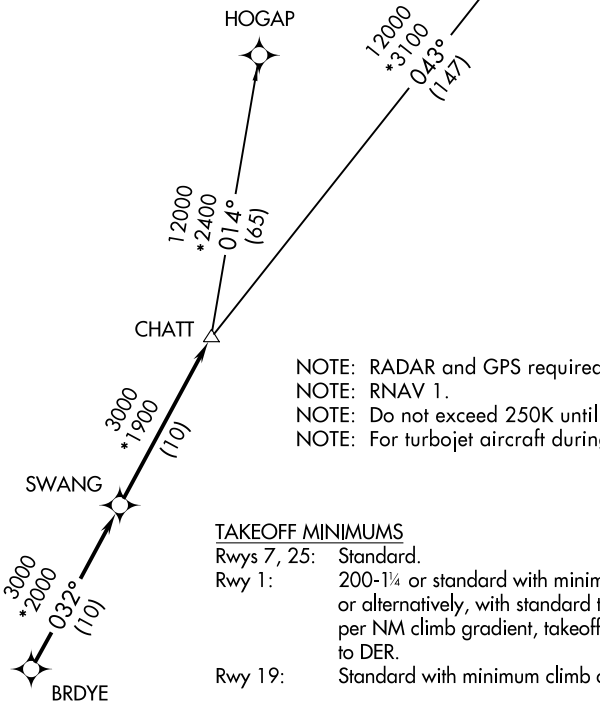 HOGAP
12000
*3100
043°
(147)
12000
*2400
014°
(65)
CHATT
NOTE: RADAR and GPS required
NOTE: RNAV 1.
NOTE: Do not exceed 250K until
NOTE: For turbojet aircraft during
3000
*1900
(10)
SWANG
3000
*2000
032°
(10)
BRDYE
TAKEOFF MINIMUMS
Rwys 7, 25: Standard.
Rwy 1: 200-1¼ or standard with minim
or alternatively, with standard t
per NM climb gradient, takeoff
to DER.
Rwy 19: Standard with minimum climb